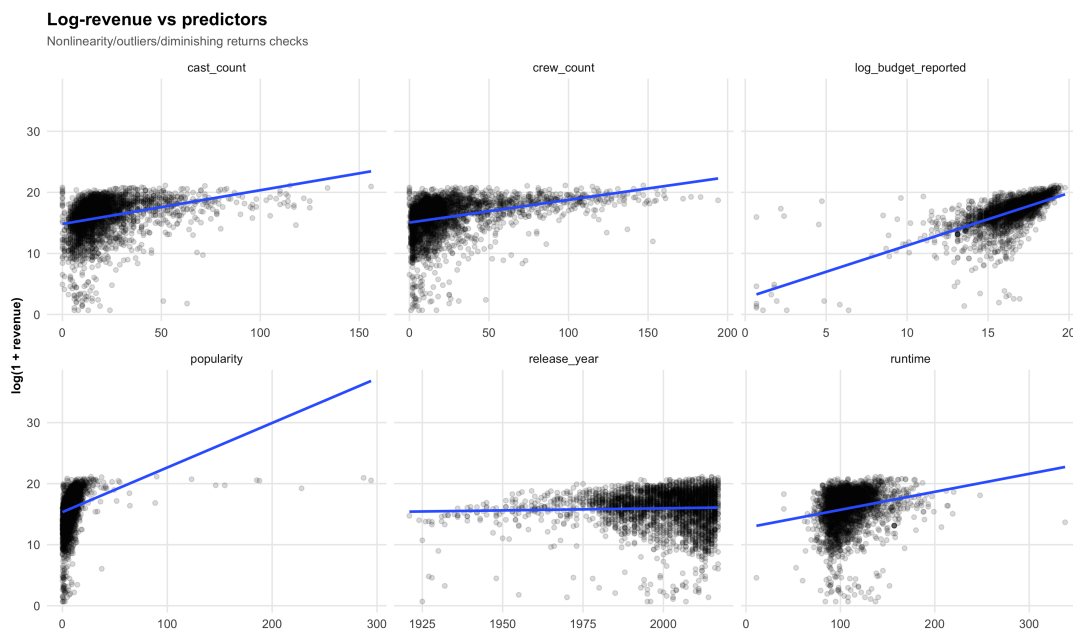 Log-revenue vs predictors
Nonlinearity/outliers/diminishing returns checks
cast_count
crew_count
log_budget_reported
30
20
10
0
0 50 100 150
0 50 100 150 200
0 5 10 15 20
log(1 + revenue)
popularity
release_year
runtime
30
20
10
0
0 100 200 300
1925 1950 1975 2000
0 100 200 300